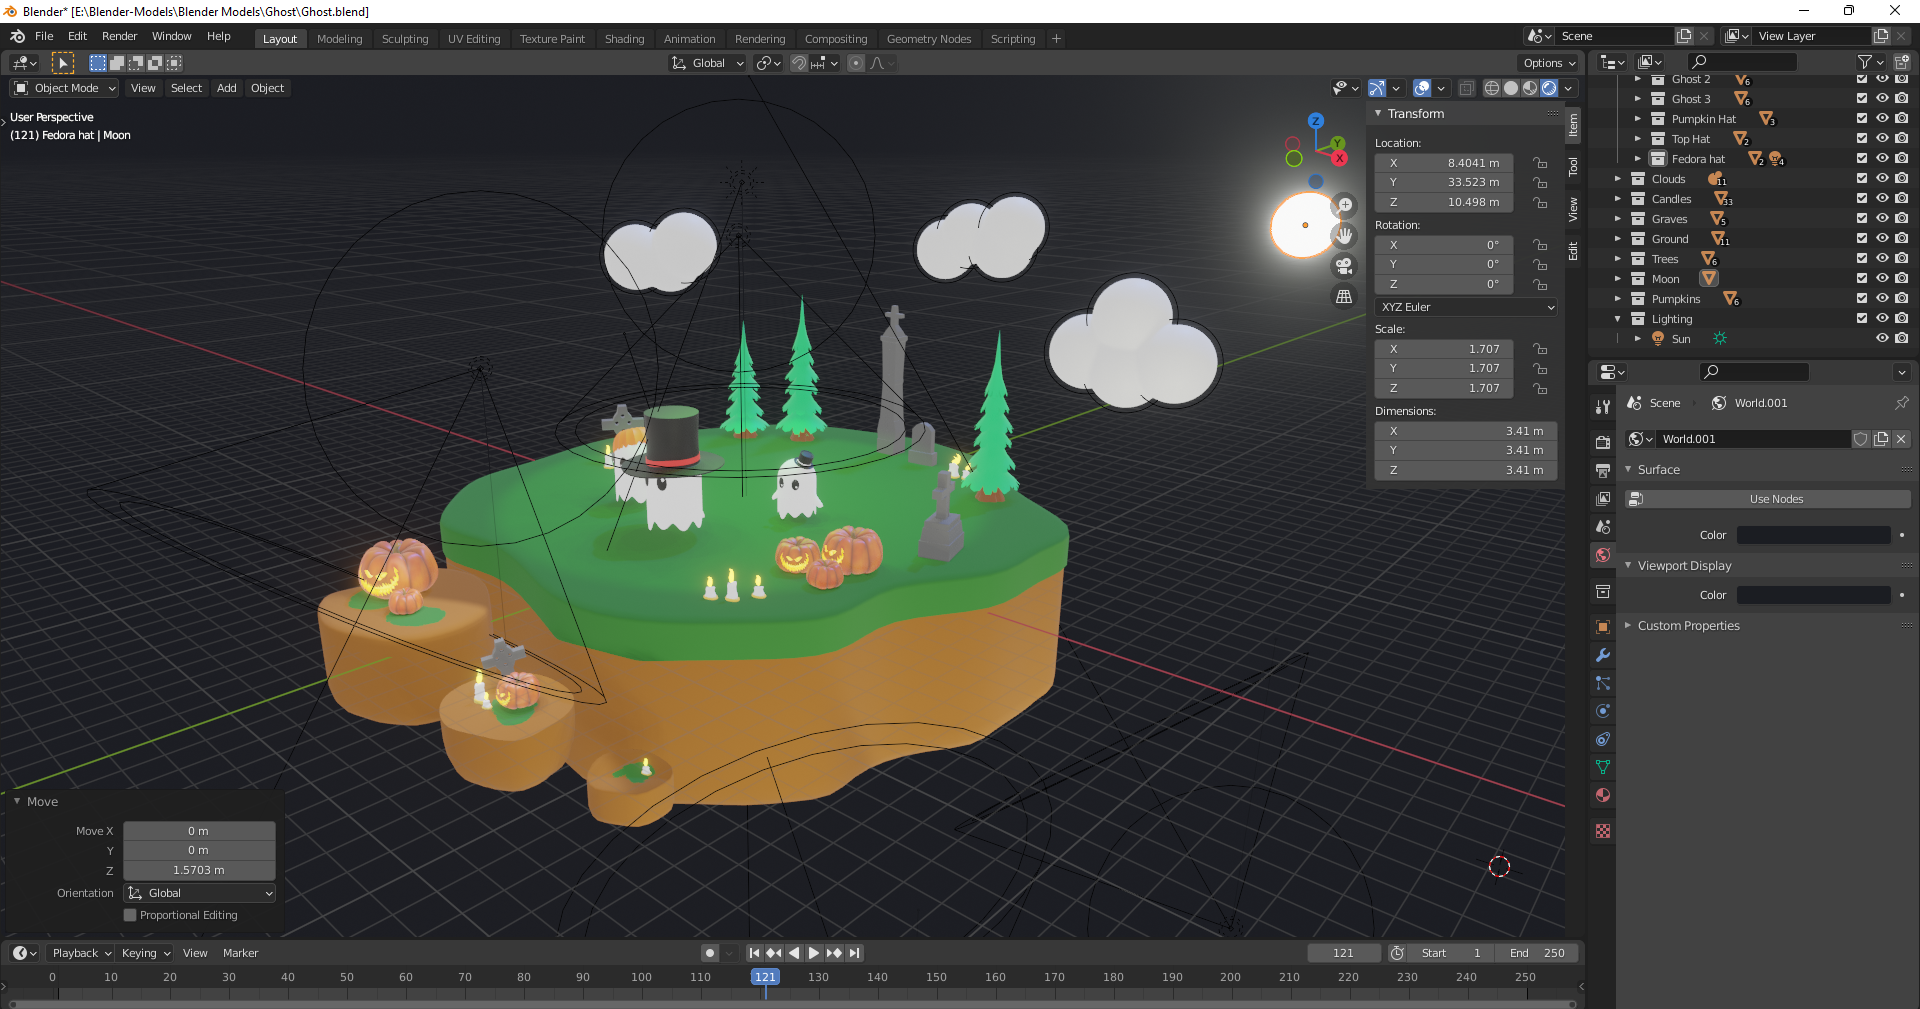 Blender* [E:\Blender-Models\Blender Models\Ghost\Ghost.blend]
File Edit Render Window Help Layout Modeling Sculpting UV Editing Texture Paint Shading Animation Rendering Compositing Geometry Nodes Scripting + Scene View Layer
Global Options
Object Mode View Select Add Object
User Perspective
(121) Fedora hat | Moon
Z
Y
X
Transform
Location:
X 8.4041 m
Y 33.523 m
Z 10.498 m
Rotation:
X 0°
Y 0°
Z 0°
XYZ Euler
Scale:
X 1.707
Y 1.707
Z 1.707
Dimensions:
X 3.41 m
Y 3.41 m
Z 3.41 m
Item
Tool
View
Edit
Ghost 2 6
Ghost 3 6
Pumpkin Hat 3
Top Hat 2
Fedora hat 2 4
Clouds 11
Candles 33
Graves 5
Ground 11
Trees 6
Moon
Pumpkins 6
Lighting
Sun
Scene World.001
World.001
Surface
Use Nodes
Color
Viewport Display
Color
Custom Properties
Move
Move X 0 m
Y 0 m
Z 1.5703 m
Orientation Global
Proportional Editing
Playback Keying View Marker 121 Start 1 End 250
0 10 20 30 40 50 60 70 80 90 100 110 121 130 140 150 160 170 180 190 200 210 220 230 240 250